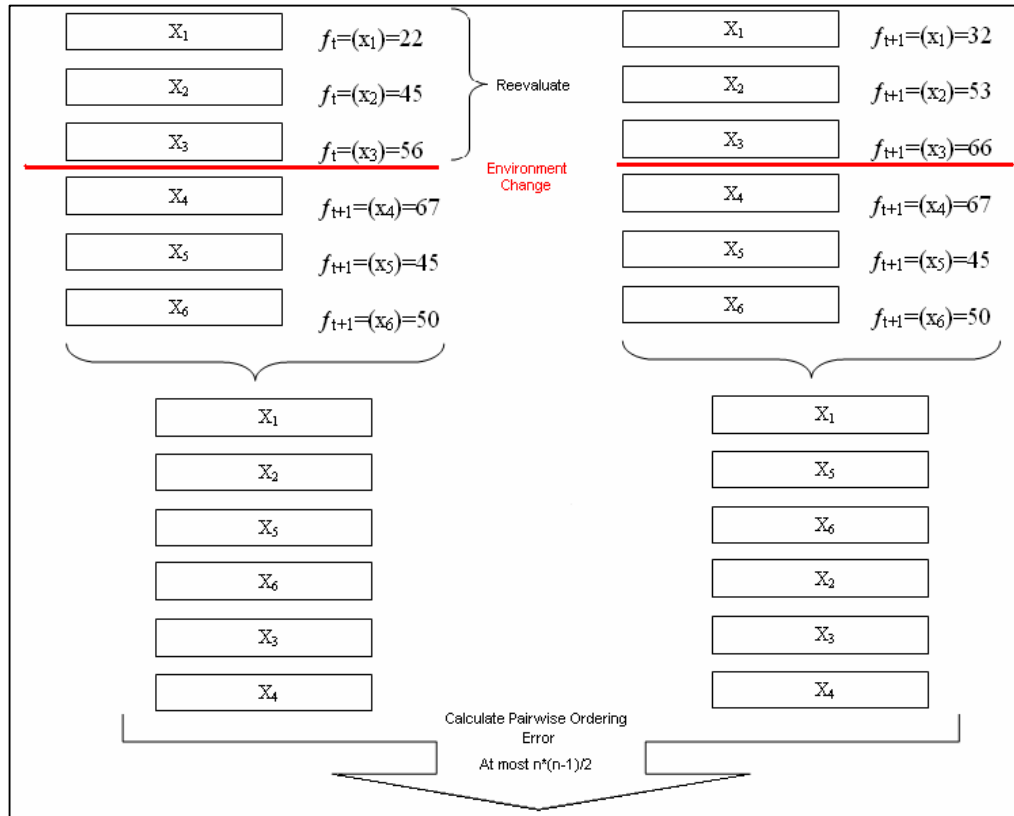 X₁
fₜ=(x₁)=22
X₂
fₜ=(x₂)=45
X₃
fₜ=(x₃)=56
Reevaluate
Environment
Change
X₄
fₜ₊₁=(x₄)=67
X₅
fₜ₊₁=(x₅)=45
X₆
fₜ₊₁=(x₆)=50
X₁
fₜ₊₁=(x₁)=32
X₂
fₜ₊₁=(x₂)=53
X₃
fₜ₊₁=(x₃)=66
X₄
fₜ₊₁=(x₄)=67
X₅
fₜ₊₁=(x₅)=45
X₆
fₜ₊₁=(x₆)=50
X₁
X₂
X₅
X₆
X₃
X₄
X₁
X₅
X₆
X₂
X₃
X₄
Calculate Pairwise Ordering
Error
At most n*(n-1)/2